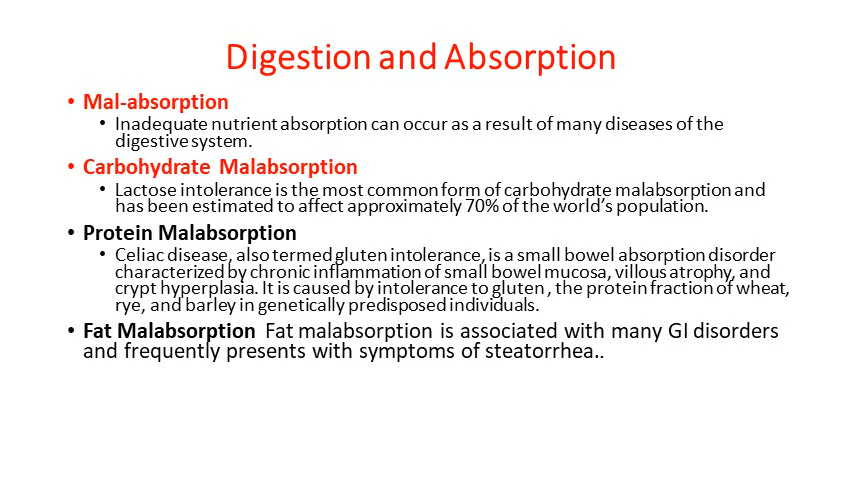 Digestion and Absorption
• Mal-absorption
• Inadequate nutrient absorption can occur as a result of many diseases of the
digestive system.
• Carbohydrate Malabsorption
• Lactose intolerance is the most common form of carbohydrate malabsorption and
has been estimated to affect approximately 70% of the world’s population.
• Protein Malabsorption
• Celiac disease, also termed gluten intolerance, is a small bowel absorption disorder
characterized by chronic inflammation of small bowel mucosa, villous atrophy, and
crypt hyperplasia. It is caused by intolerance to gluten , the protein fraction of wheat,
rye, and barley in genetically predisposed individuals.
• Fat Malabsorption Fat malabsorption is associated with many GI disorders
and frequently presents with symptoms of steatorrhea..